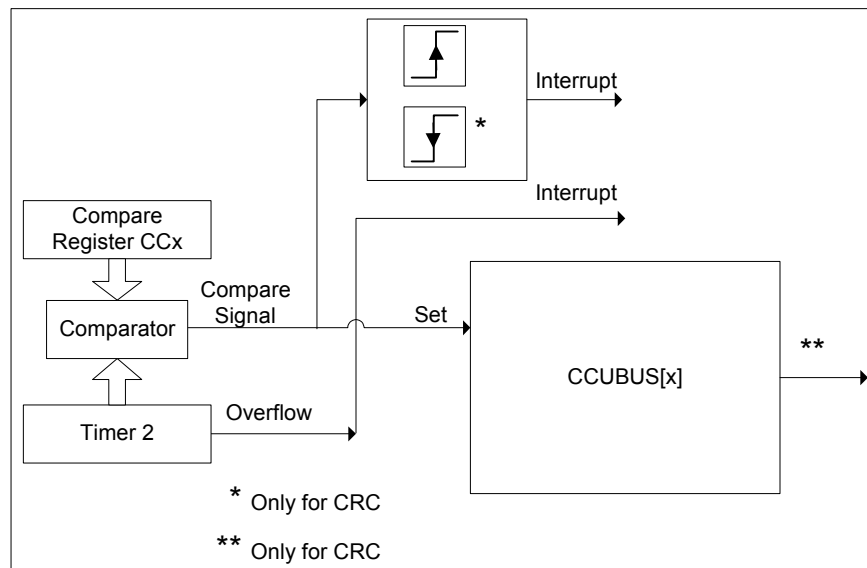 Interrupt
*
Interrupt
Compare
Register CCx
Compare
Signal
Comparator
Set
**
CCUBUS[x]
Overflow
Timer 2
* Only for CRC
** Only for CRC